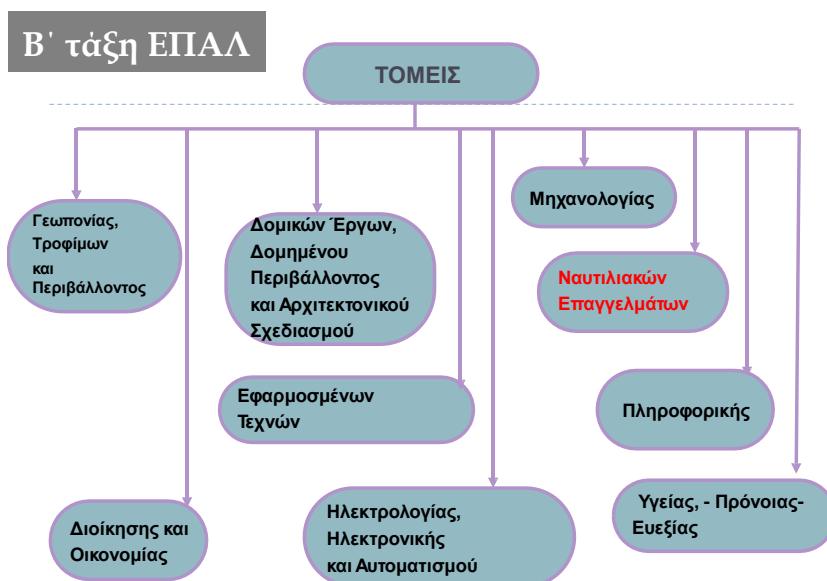 Β΄ τάξη ΕΠΑΛ
ΤΟΜΕΙΣ
Γεωπονίας,
Τροφίμων
και
Περιβάλλοντος
Δομικών Έργων,
Δομημένου
Περιβάλλοντος
και Αρχιτεκτονικού
Σχεδιασμού
Μηχανολογίας
Ναυτιλιακών
Επαγγελμάτων
Εφαρμοσμένων
Τεχνών
Πληροφορικής
Διοίκησης και
Οικονομίας
Ηλεκτρολογίας,
Ηλεκτρονικής
και Αυτοματισμού
Υγείας, - Πρόνοιας-
Ευεξίας